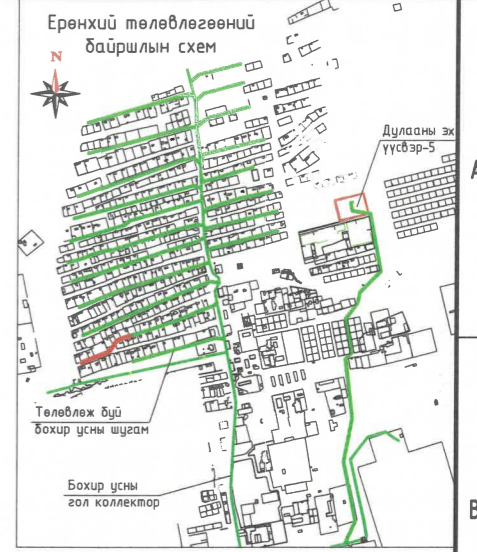 Ерөнхий төлөвлөгөөний
байршлын схем
N
Дулааны эх
үүсвэр-5
A
Төлөвлөж буй
бохир усны шугам
Бохир усны
гол коллектор
B